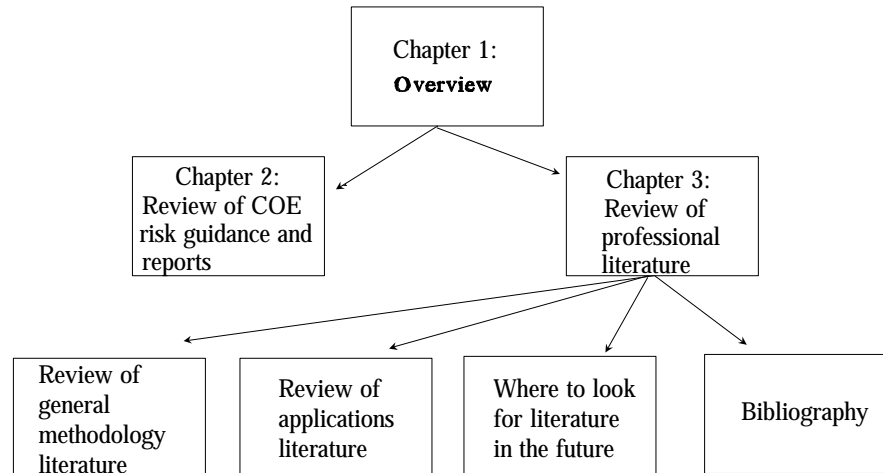 Chapter 1:
Overview
Chapter 2:
Review of COE
risk guidance and
reports
Chapter 3:
Review of
professional
literature
Review of
general
methodology
literature
Review of
applications
literature
Where to look
for literature
in the future
Bibliography